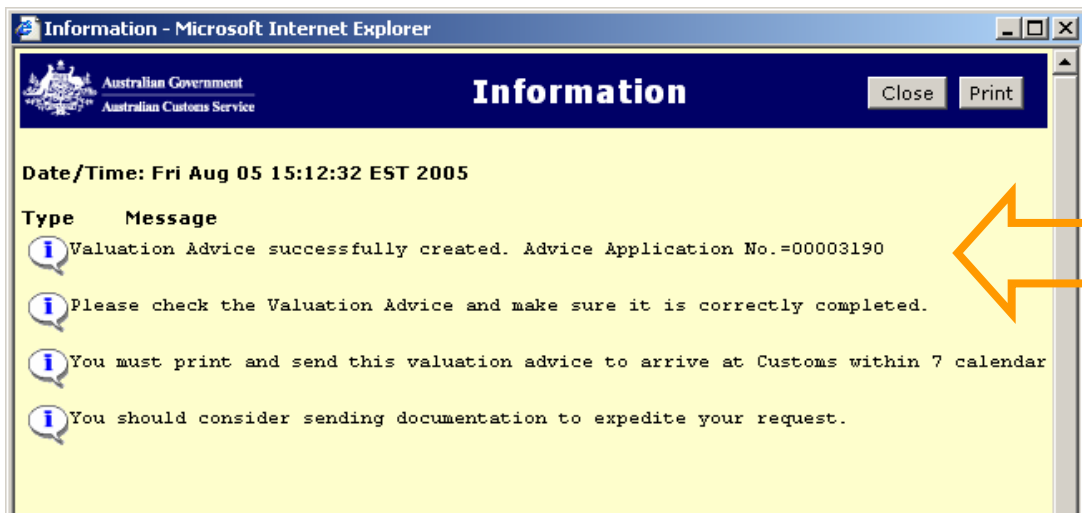 Information - Microsoft Internet Explorer
Australian Government
Australian Customs Service
Information
Close
Print
Date/Time: Fri Aug 05 15:12:32 EST 2005
Type Message
Valuation Advice successfully created. Advice Application No.=00003190
Please check the Valuation Advice and make sure it is correctly completed.
You must print and send this valuation advice to arrive at Customs within 7 calendar
You should consider sending documentation to expedite your request.